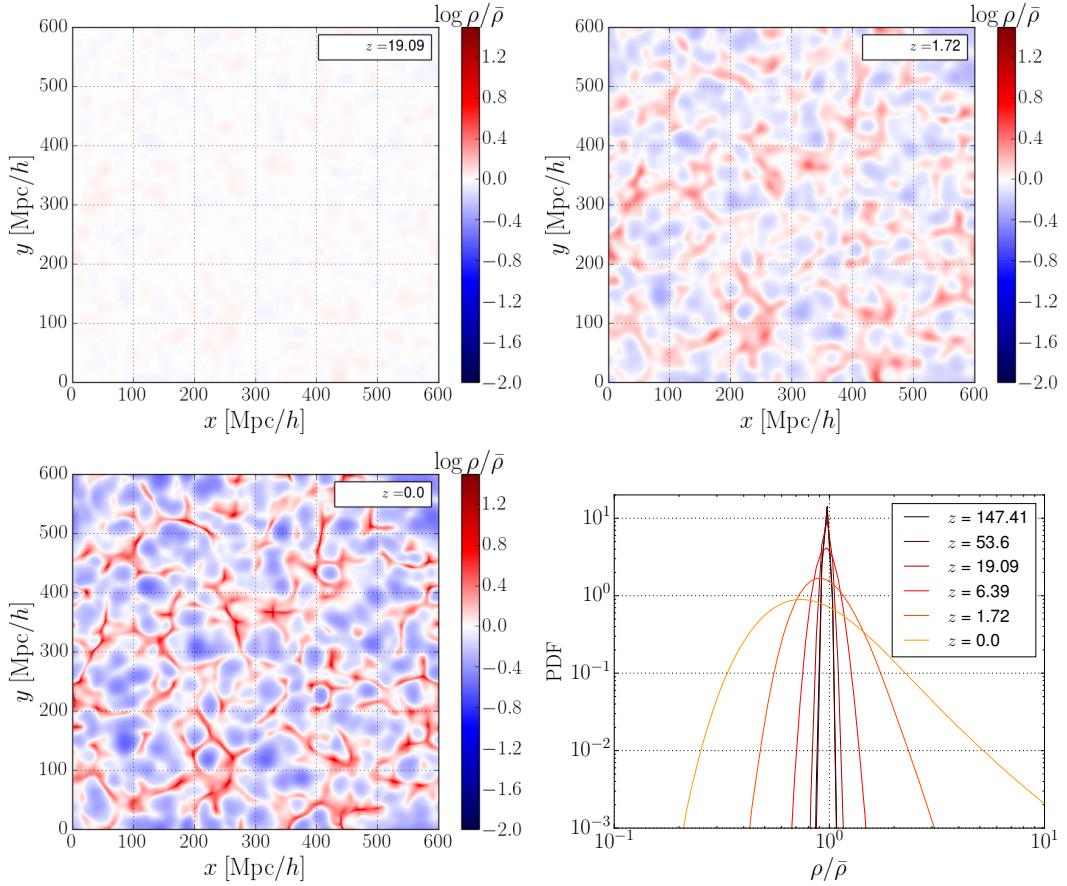 log ρ/ρ̄
z =19.09
600
500
400
300
200
100
0
y [Mpc/h]
0 100 200 300 400 500 600
x [Mpc/h]
1.2
0.8
0.4
0.0
−0.4
−0.8
−1.2
−1.6
−2.0
log ρ/ρ̄
z =1.72
600
500
400
300
200
100
0
y [Mpc/h]
0 100 200 300 400 500 600
x [Mpc/h]
1.2
0.8
0.4
0.0
−0.4
−0.8
−1.2
−1.6
−2.0
log ρ/ρ̄
z =0.0
600
500
400
300
200
100
0
y [Mpc/h]
0 100 200 300 400 500 600
x [Mpc/h]
1.2
0.8
0.4
0.0
−0.4
−0.8
−1.2
−1.6
−2.0
10¹
10⁰
10⁻¹
10⁻²
10⁻³
PDF
z = 147.41
z = 53.6
z = 19.09
z = 6.39
z = 1.72
z = 0.0
10⁻¹ 10⁰ 10¹
ρ/ρ̄